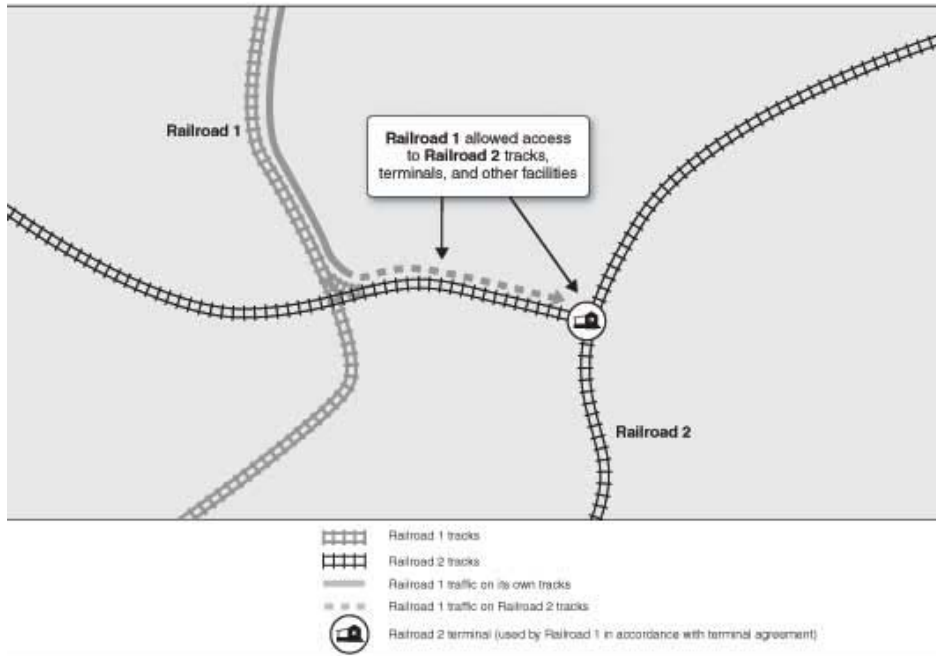 Railroad 1
Railroad 1 allowed access
to Railroad 2 tracks,
terminals, and other facilities
Railroad 2
Railroad 1 tracks
Railroad 2 tracks
Railroad 1 traffic on its own tracks
Railroad 1 traffic on Railroad 2 tracks
Railroad 2 terminal (used by Railroad 1 in accordance with terminal agreement)